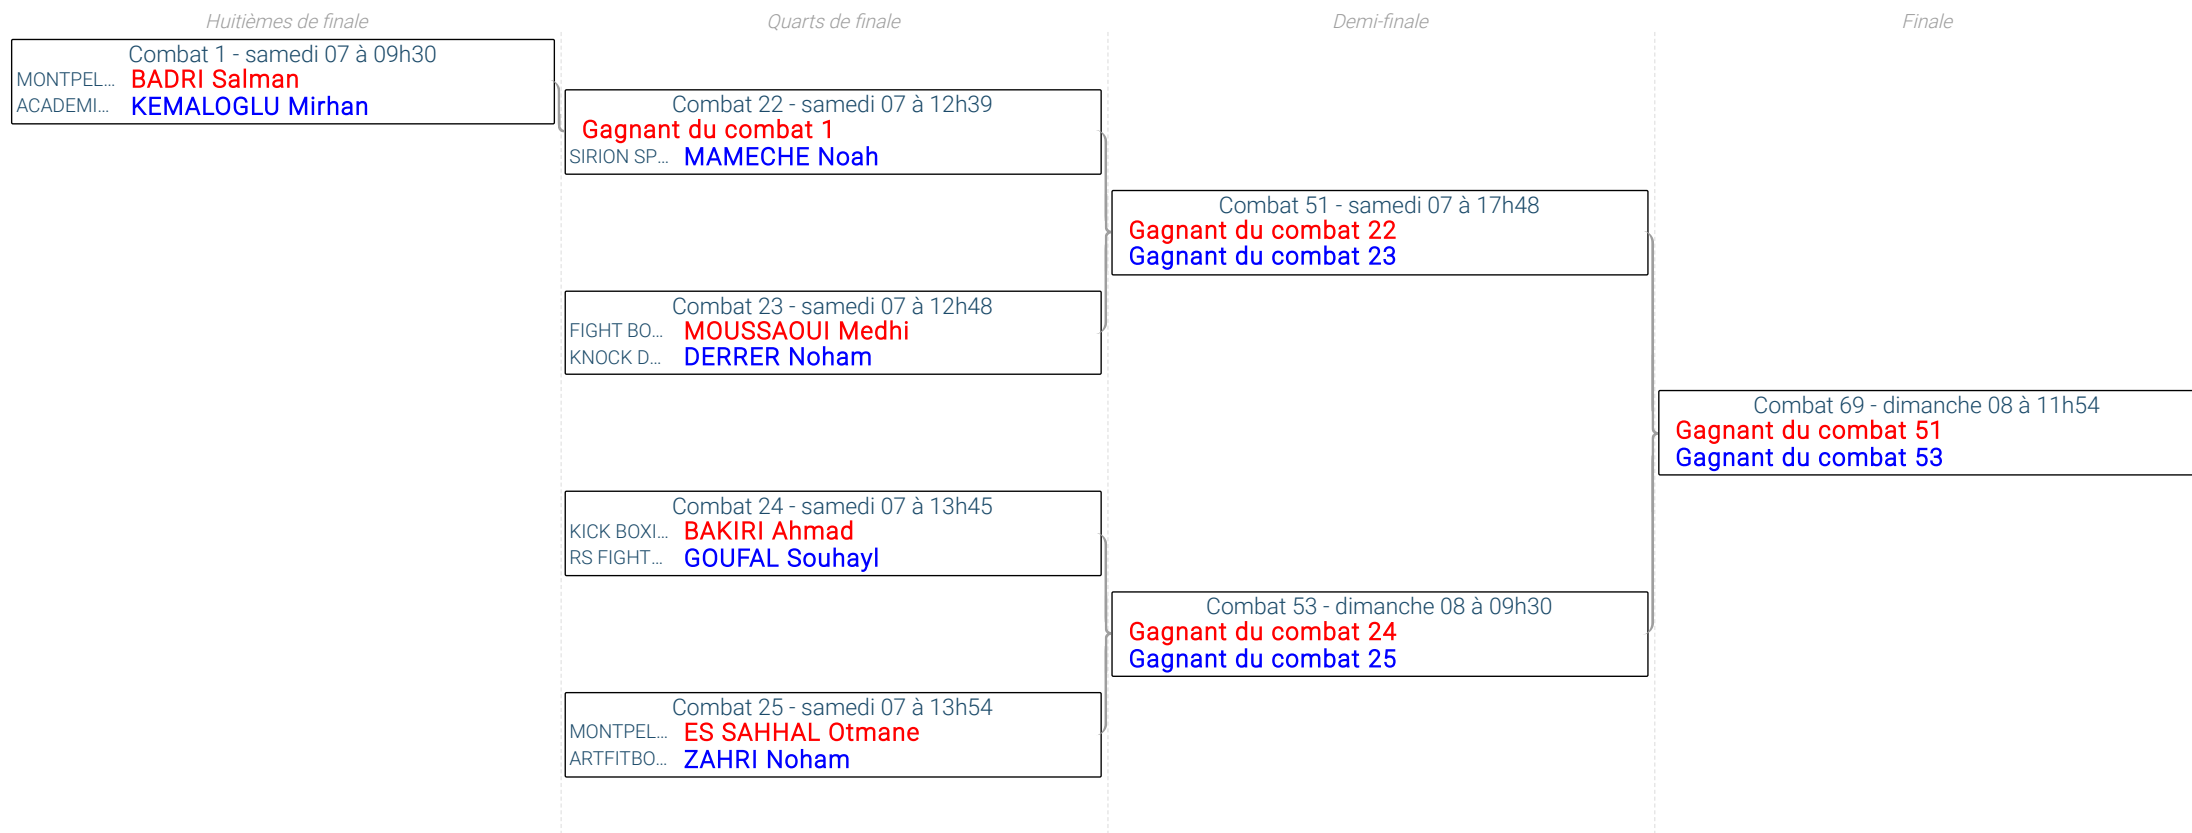 Huitièmes de finale
Quarts de finale
Demi-finale
Finale
Combat 1 - samedi 07 à 09h30
MONTPEL... BADRI Salman
ACADEMI... KEMALOGLU Mirhan
Combat 22 - samedi 07 à 12h39
Gagnant du combat 1
SIRION SP... MAMECHE Noah
Combat 23 - samedi 07 à 12h48
FIGHT BO... MOUSSAOUI Medhi
KNOCK D... DERRER Noham
Combat 24 - samedi 07 à 13h45
KICK BOXI... BAKIRI Ahmad
RS FIGHT... GOUFAL Souhayl
Combat 25 - samedi 07 à 13h54
MONTPEL... ES SAHHAL Otmane
ARTFITBO... ZAHRI Noham
Combat 51 - samedi 07 à 17h48
Gagnant du combat 22
Gagnant du combat 23
Combat 53 - dimanche 08 à 09h30
Gagnant du combat 24
Gagnant du combat 25
Combat 69 - dimanche 08 à 11h54
Gagnant du combat 51
Gagnant du combat 53